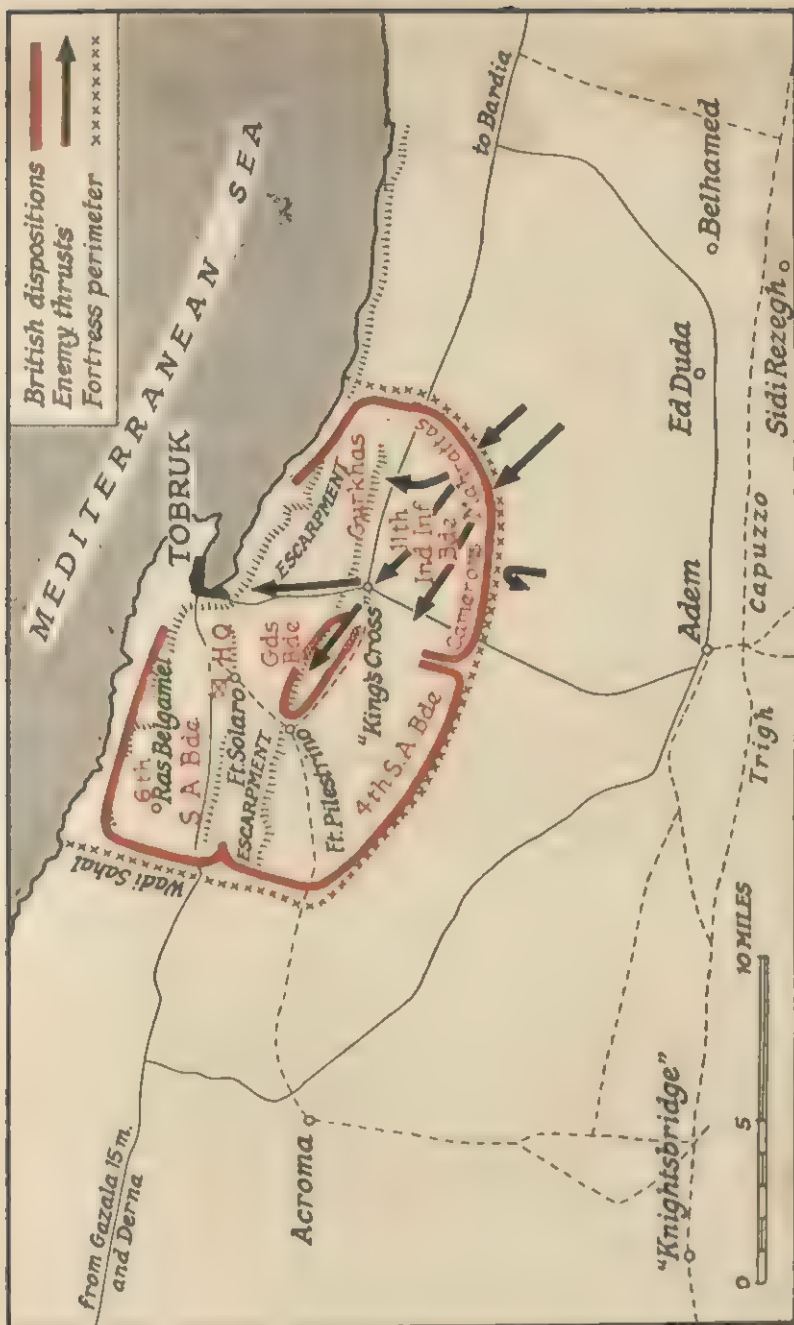 British dispositions
Enemy thrusts
Fortress perimeter
MEDITERRANEAN SEA
TOBRUK
from Gazala 15 m.
and Derna
Wadi Sahal
6th
Ras Belgamel
S A Bde
HQ
Ft. Solaro
ESCARPMENT
Ft. Pilestrino
Gds
Bde
"King's Cross"
4th S.A. Bde
ESCARPMENT
Gurkhas
11th
Ind Inf
Bde
Camerons
Mahrattas
to Bardia
Acroma
"Knightsbridge"
Adem
Ed Duda
Belhamed
Sidi Rezegh
Trigh Capuzzo
0 5 10 MILES